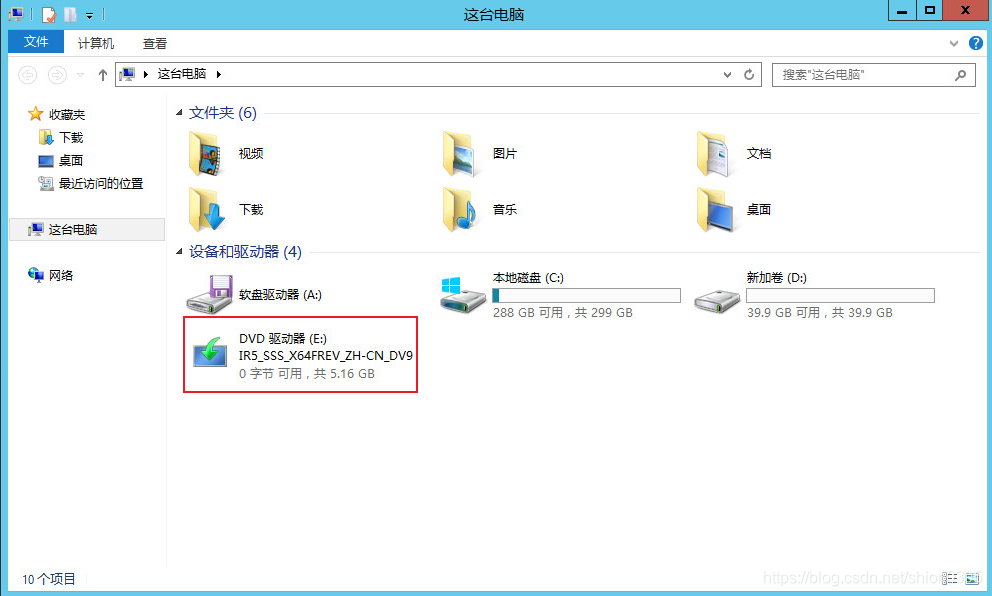 这台电脑
文件 计算机 查看
这台电脑
搜索"这台电脑"
收藏夹
下载
桌面
最近访问的位置
这台电脑
网络
文件夹 (6)
视频
图片
文档
下载
音乐
桌面
设备和驱动器 (4)
软盘驱动器 (A:)
本地磁盘 (C:)
288 GB 可用，共 299 GB
新加卷 (D:)
39.9 GB 可用，共 39.9 GB
DVD 驱动器 (E:)
IR5_SSS_X64FREV_ZH-CN_DV9
0 字节 可用，共 5.16 GB
10 个项目